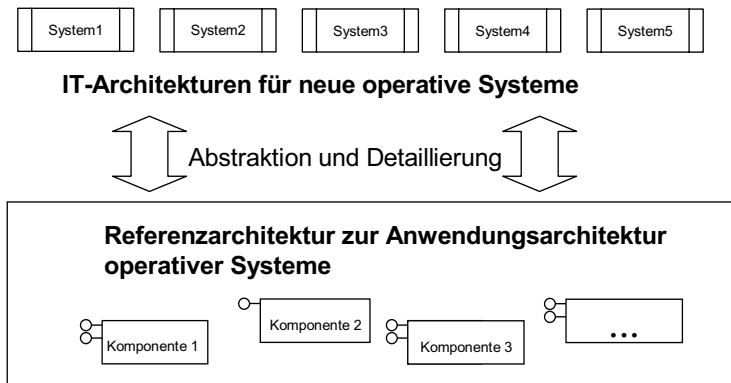 System1 System2 System3 System4 System5
IT-Architekturen für neue operative Systeme
Abstraktion und Detaillierung
Referenzarchitektur zur Anwendungsarchitektur
operativer Systeme
Komponente 1 Komponente 2 Komponente 3 ...